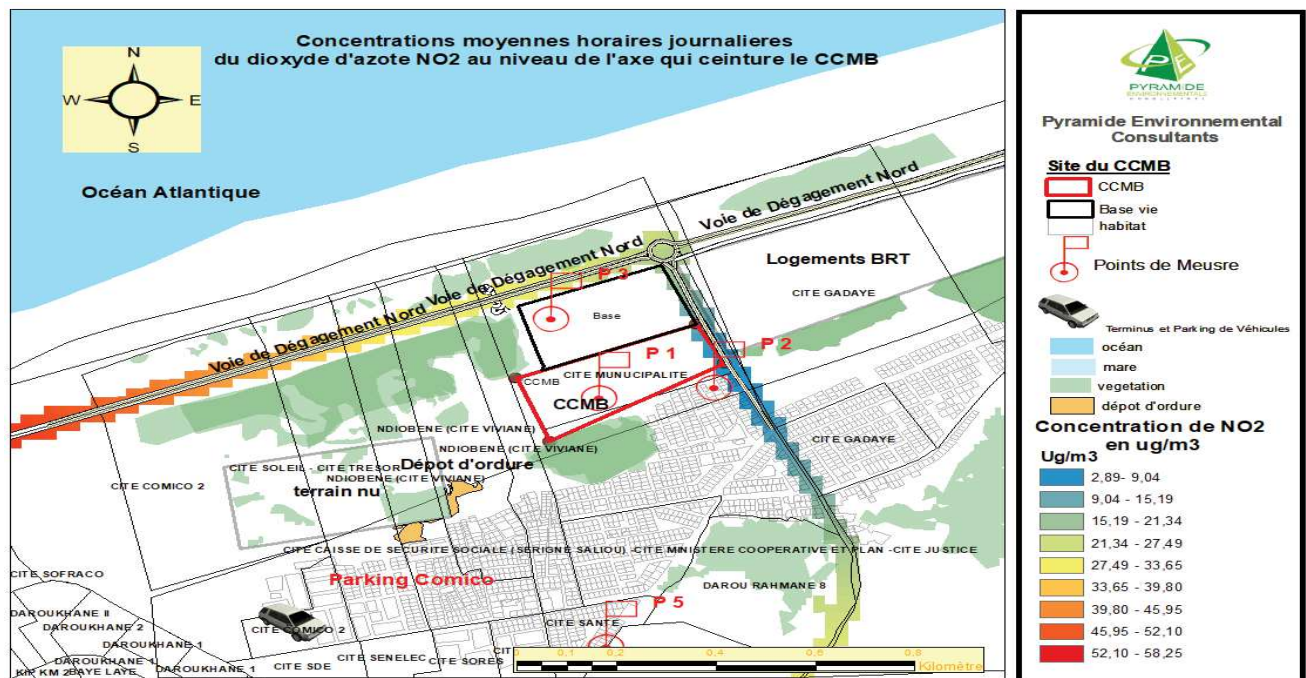 Concentrations moyennes horaires journalieres
du dioxyde d'azote NO2 au niveau de l'axe qui ceinture le CCMB
N
W
E
S
Océan Atlantique
Voie de Dégagement Nord
Voie de Dégagement Nord
Voie de Dégagement Nord
Logements BRT
CITE GADAYE
P 3
Base
P 1
P 2
CITE MUNUCIPALITE
CCMB
CCMB
NDIOBENE (CITE VIVIANE)
NDIOBENE (CITE VIVIANE)
CITE GADAYE
CITE SOLEIL - CITE TRESOR
Dépot d'ordure
NDIOBENE (CITE VIVIANE)
CITE COMICO 2
terrain nu
CITE CAISSE DE SECURITE SOCIALE (SERIGNE SALIOU) -CITE MINISTERE COOPERATIVE ET PLAN -CITE JUSTICE
CITE SOFRACO
Parking Comico
DAROU RAHMANE 8
P 5
DAROUKHANE II
DAROUKHANE 2
CITE COMICO 2
CITE SANTE
DAROUKHANE 1
DAROUKHANE 1
DAROUKHANE 1
CITE SDE
CITE SENELEC
CITE SORES
BAYE LAYE
0 0,1 0,2 0,4 0,6 0,8
Kilomètre
PE
PYRAMIDE
ENVIRONNEMENTALE
CONSULTANTS
Pyramide Environnemental
Consultants
Site du CCMB
CCMB
Base vie
habitat
Points de Meusre
Terminus et Parking de Véhicules
océan
mare
vegetation
dépot d'ordure
Concentration de NO2
en ug/m3
Ug/m3
2,89- 9,04
9,04 - 15,19
15,19 - 21,34
21,34 - 27,49
27,49 - 33,65
33,65 - 39,80
39,80 - 45,95
45,95 - 52,10
52,10 - 58,25